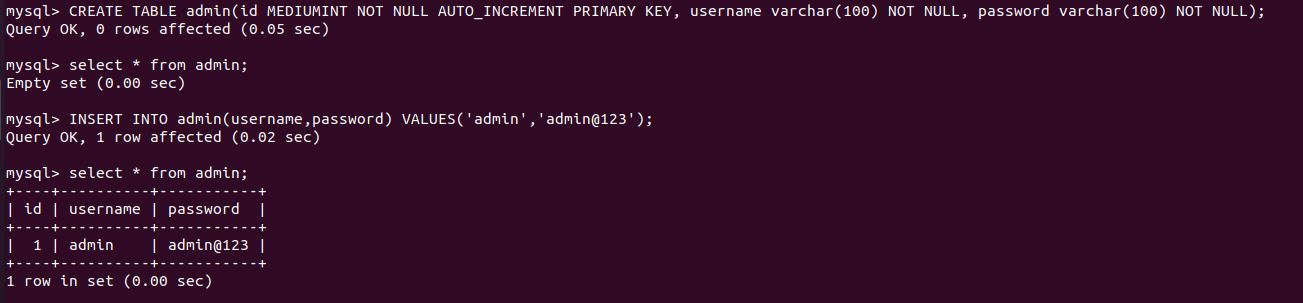 mysql> CREATE TABLE admin(id MEDIUMINT NOT NULL AUTO_INCREMENT PRIMARY KEY, username varchar(100) NOT NULL, password varchar(100) NOT NULL);
Query OK, 0 rows affected (0.05 sec)
mysql> select * from admin;
Empty set (0.00 sec)
mysql> INSERT INTO admin(username,password) VALUES('admin','admin@123');
Query OK, 1 row affected (0.02 sec)
mysql> select * from admin;
+----+----------+-----------+
| id | username | password  |
+----+----------+-----------+
|  1 | admin    | admin@123 |
+----+----------+-----------+
1 row in set (0.00 sec)